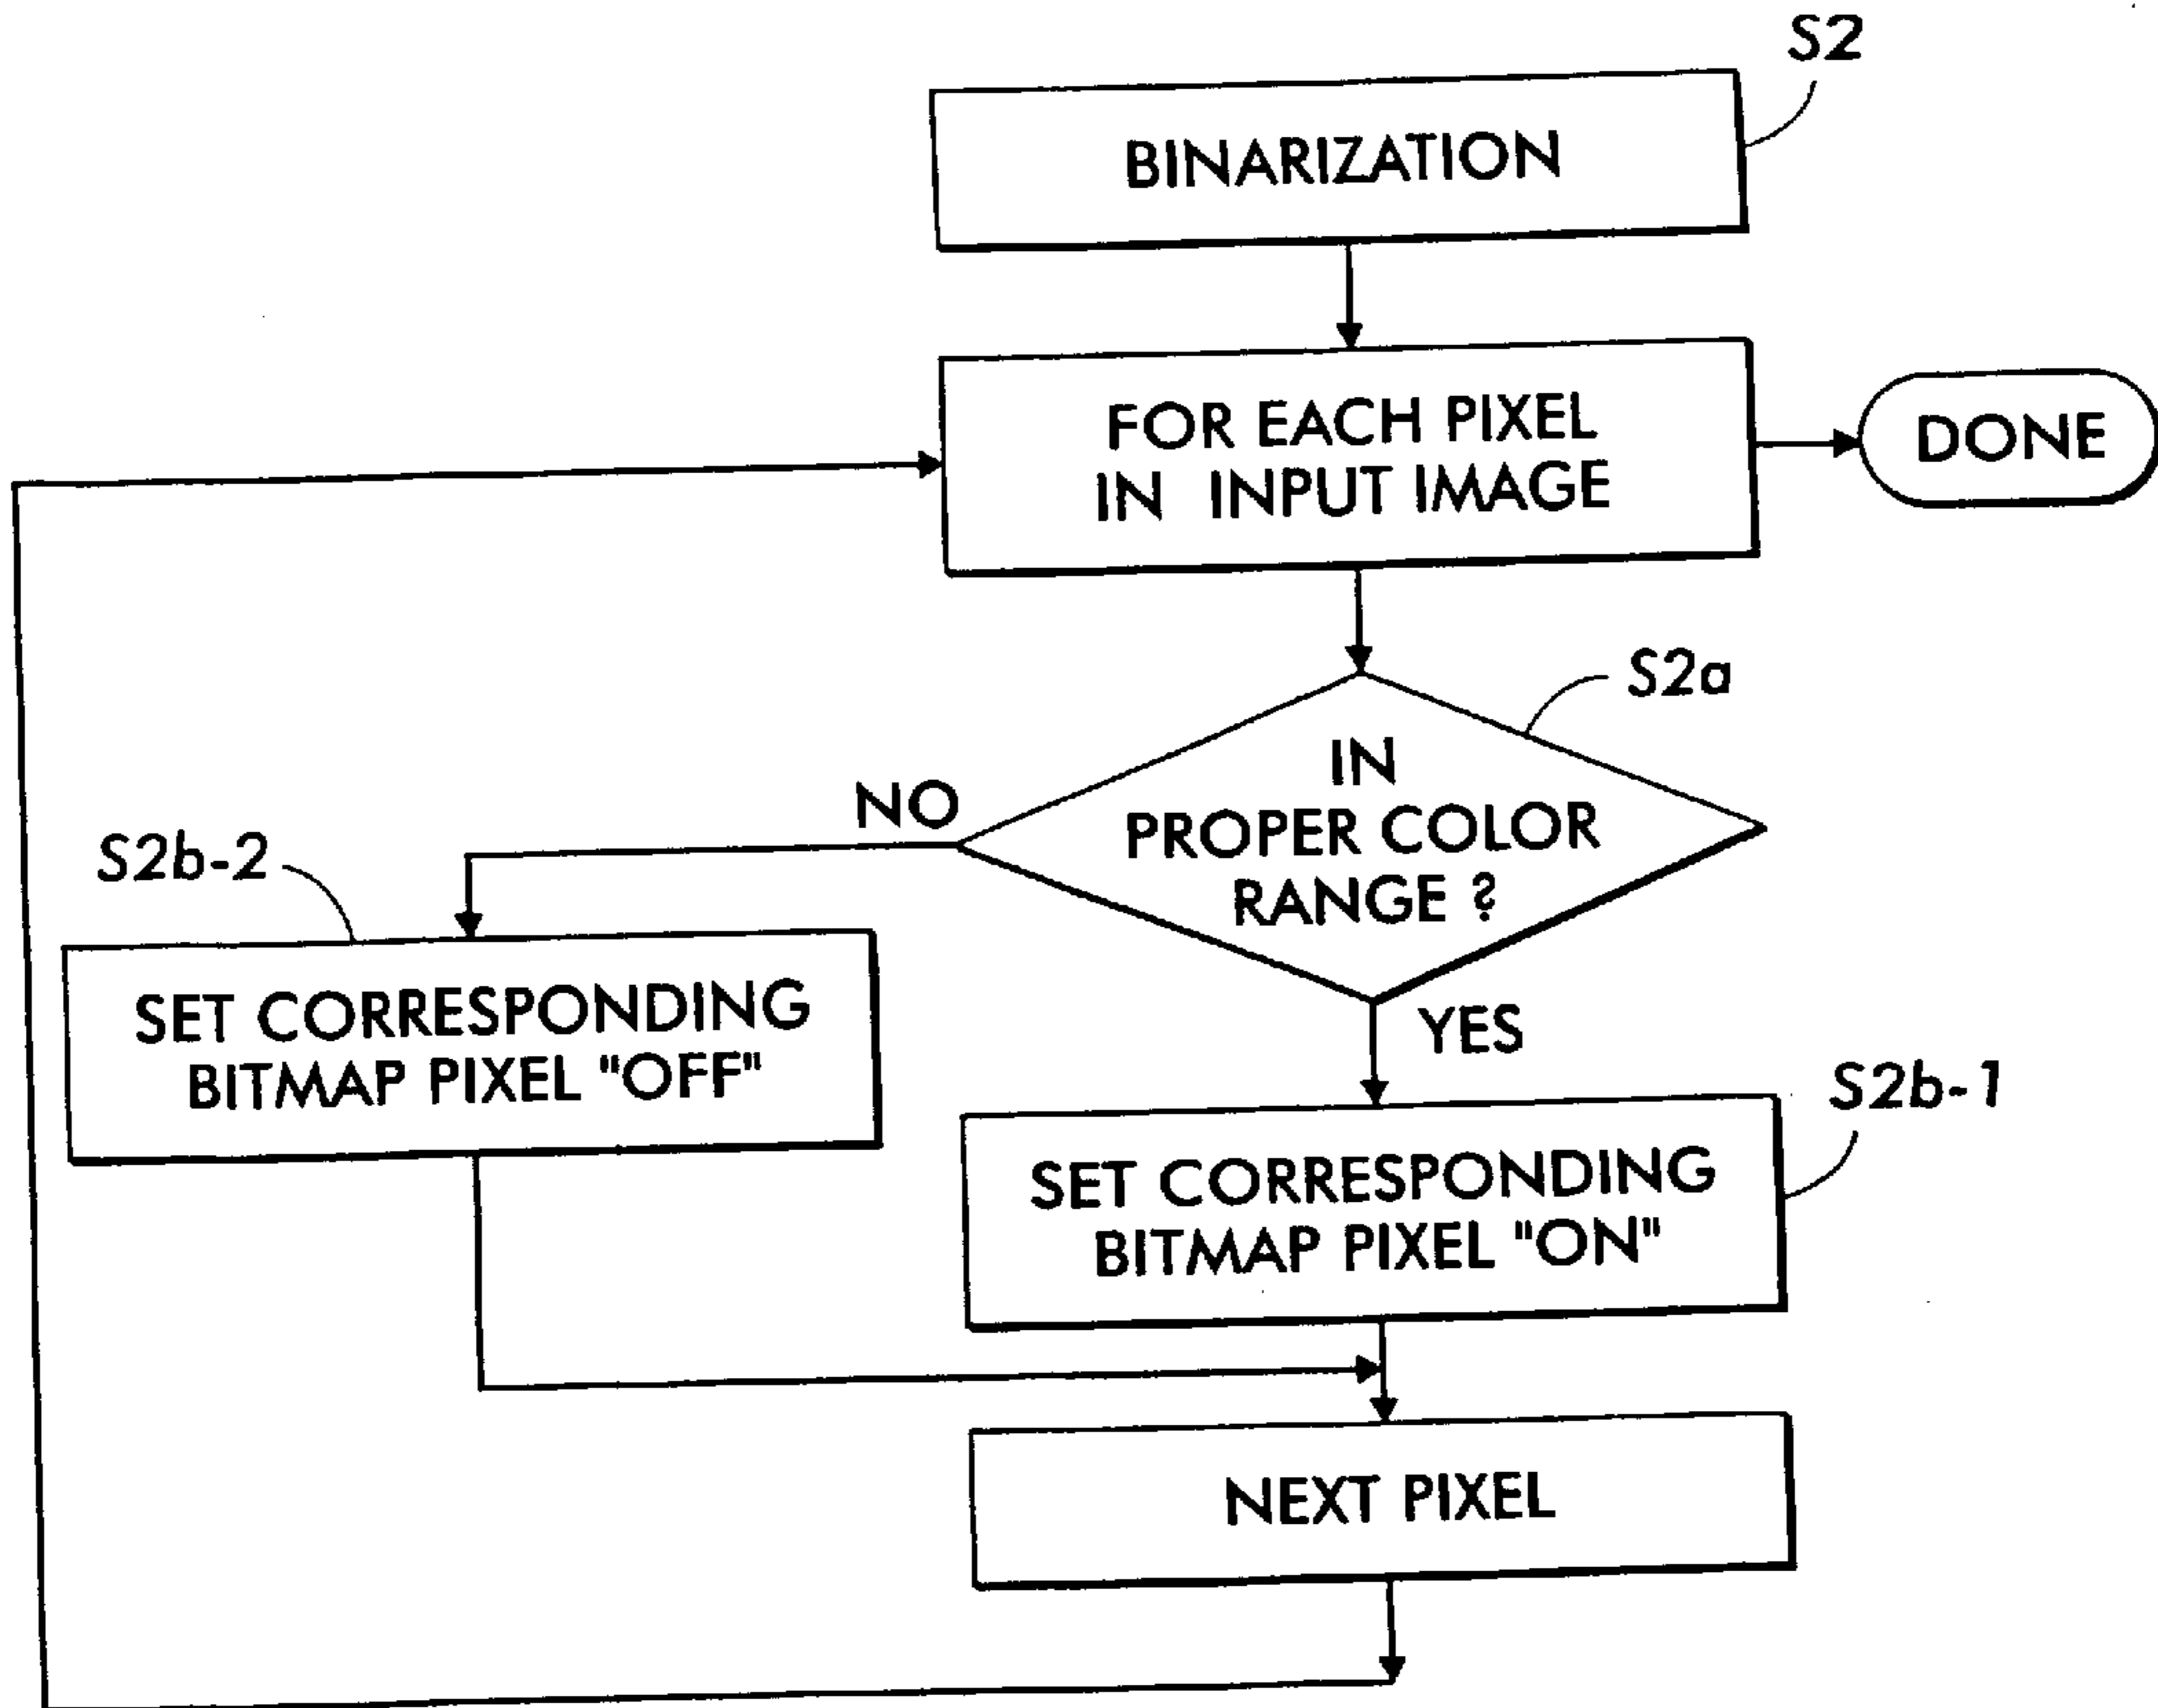 S2
BINARIZATION
FOR EACH PIXEL
IN INPUT IMAGE
DONE
S2a
IN
PROPER COLOR
RANGE ?
NO
S2b-2
SET CORRESPONDING
BITMAP PIXEL "OFF"
YES
S2b-1
SET CORRESPONDING
BITMAP PIXEL "ON"
NEXT PIXEL